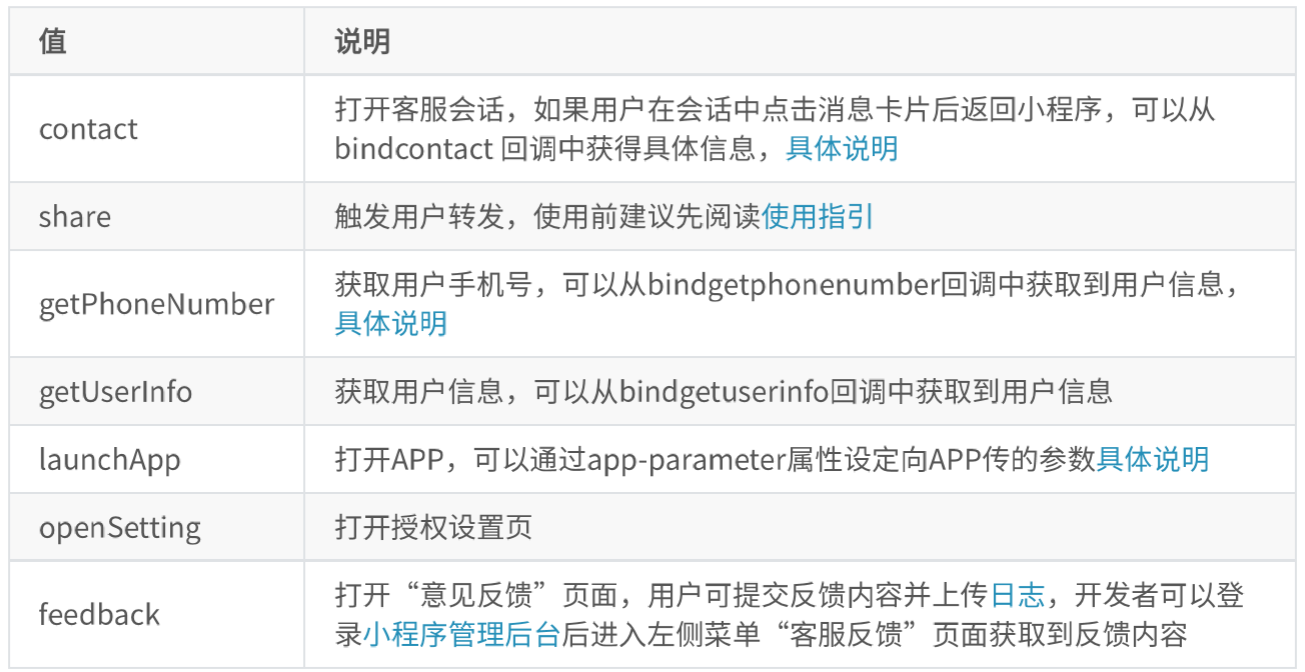 值 说明
contact
打开客服会话，如果用户在会话中点击消息卡片后返回小程序，可以从
bindcontact 回调中获得具体信息，具体说明
share 触发用户转发，使用前建议先阅读使用指引
getPhoneNumber
获取用户手机号，可以从bindgetphonenumber回调中获取到用户信息，
具体说明
getUserInfo 获取用户信息，可以从bindgetuserinfo回调中获取到用户信息
launchApp 打开APP，可以通过app-parameter属性设定向APP传的参数具体说明
openSetting 打开授权设置页
feedback
打开“意见反馈”页面，用户可提交反馈内容并上传日志，开发者可以登
录小程序管理后台后进入左侧菜单“客服反馈”页面获取到反馈内容